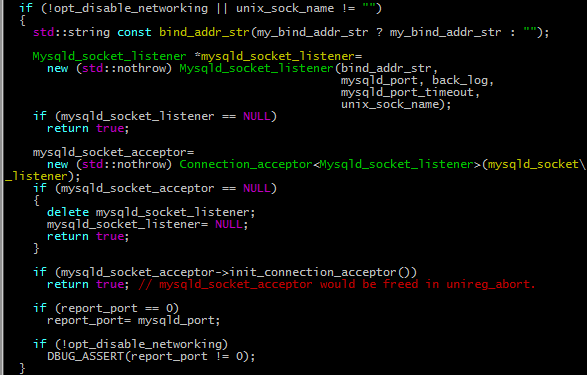 if (!opt_disable_networking || unix_sock_name != "")
{
std::string const bind_addr_str(my_bind_addr_str ? my_bind_addr_str : "");
Mysqld_socket_listener *mysqld_socket_listener=
new (std::nothrow) Mysqld_socket_listener(bind_addr_str,
mysqld_port, back_log,
mysqld_port_timeout,
unix_sock_name);
if (mysqld_socket_listener == NULL)
return true;
mysqld_socket_acceptor=
new (std::nothrow) Connection_acceptor<Mysqld_socket_listener>(mysqld_socket\
_listener);
if (mysqld_socket_acceptor == NULL)
{
delete mysqld_socket_listener;
mysqld_socket_listener= NULL;
return true;
}
if (mysqld_socket_acceptor->init_connection_acceptor())
return true; // mysqld_socket_acceptor would be freed in unireg_abort.
if (report_port == 0)
report_port= mysqld_port;
if (!opt_disable_networking)
DBUG_ASSERT(report_port != 0);
}